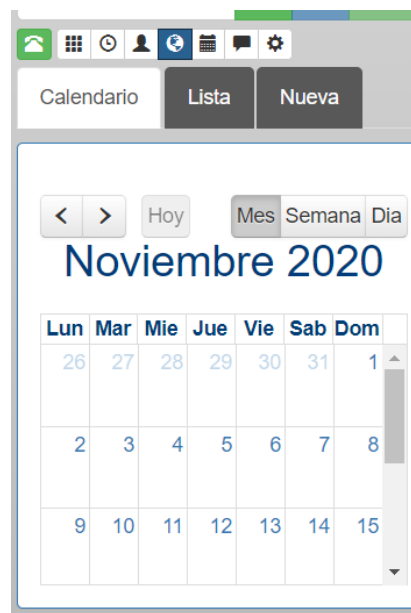 Calendario Lista Nueva
Hoy Mes Semana Dia
Noviembre 2020
Lun Mar Mie Jue Vie Sab Dom
26 27 28 29 30 31 1
2 3 4 5 6 7 8
9 10 11 12 13 14 15